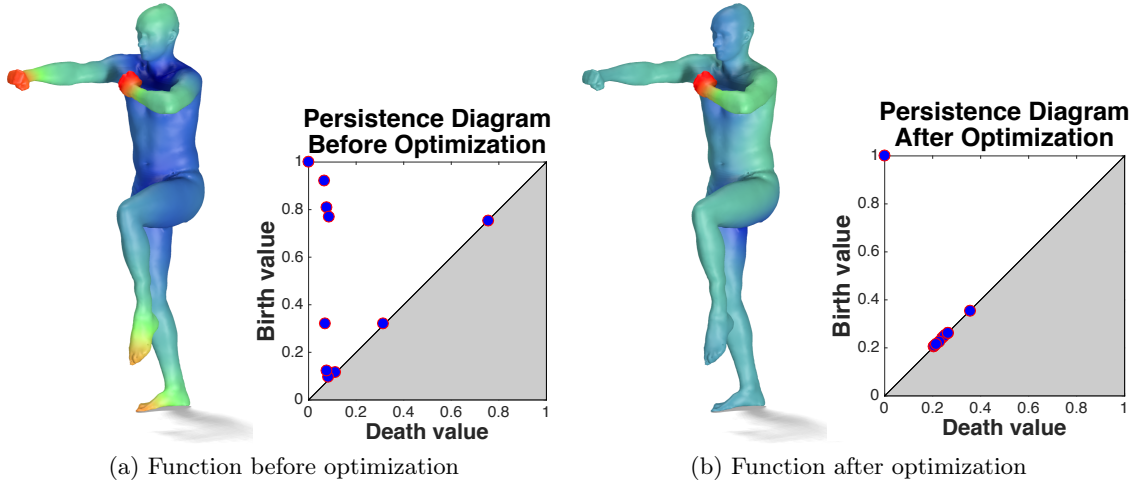 Persistence Diagram
Before Optimization
1
0.8
0.6
0.4
0.2
0
0 0.2 0.4 0.6 0.8 1
Birth value
Death value
(a) Function before optimization
Persistence Diagram
After Optimization
1
0.8
0.6
0.4
0.2
0
0 0.2 0.4 0.6 0.8 1
Birth value
Death value
(b) Function after optimization